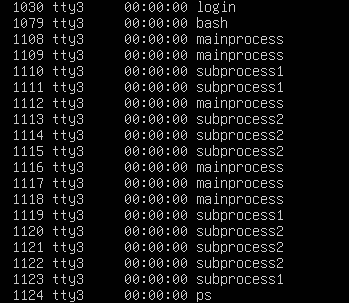 1030 tty3 00:00:00 login
1079 tty3 00:00:00 bash
1108 tty3 00:00:00 mainprocess
1109 tty3 00:00:00 mainprocess
1110 tty3 00:00:00 subprocess1
1111 tty3 00:00:00 subprocess1
1112 tty3 00:00:00 mainprocess
1113 tty3 00:00:00 subprocess2
1114 tty3 00:00:00 subprocess2
1115 tty3 00:00:00 subprocess2
1116 tty3 00:00:00 mainprocess
1117 tty3 00:00:00 mainprocess
1118 tty3 00:00:00 mainprocess
1119 tty3 00:00:00 subprocess1
1120 tty3 00:00:00 subprocess2
1121 tty3 00:00:00 subprocess2
1122 tty3 00:00:00 subprocess2
1123 tty3 00:00:00 subprocess1
1124 tty3 00:00:00 ps